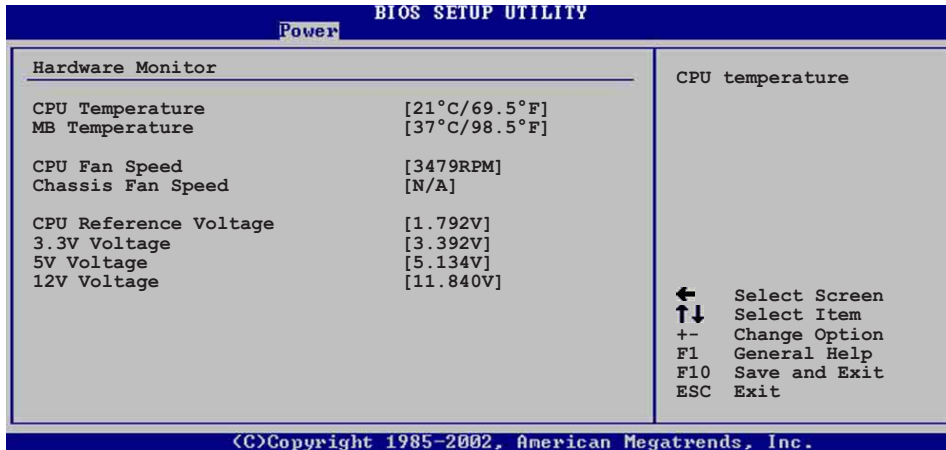 BIOS SETUP UTILITY
Power
Hardware Monitor
CPU Temperature [21°C/69.5°F]
MB Temperature [37°C/98.5°F]
CPU Fan Speed [3479RPM]
Chassis Fan Speed [N/A]
CPU Reference Voltage [1.792V]
3.3V Voltage [3.392V]
5V Voltage [5.134V]
12V Voltage [11.840V]
CPU temperature
← Select Screen
↑↓ Select Item
+- Change Option
F1 General Help
F10 Save and Exit
ESC Exit
(C)Copyright 1985-2002, American Megatrends, Inc.